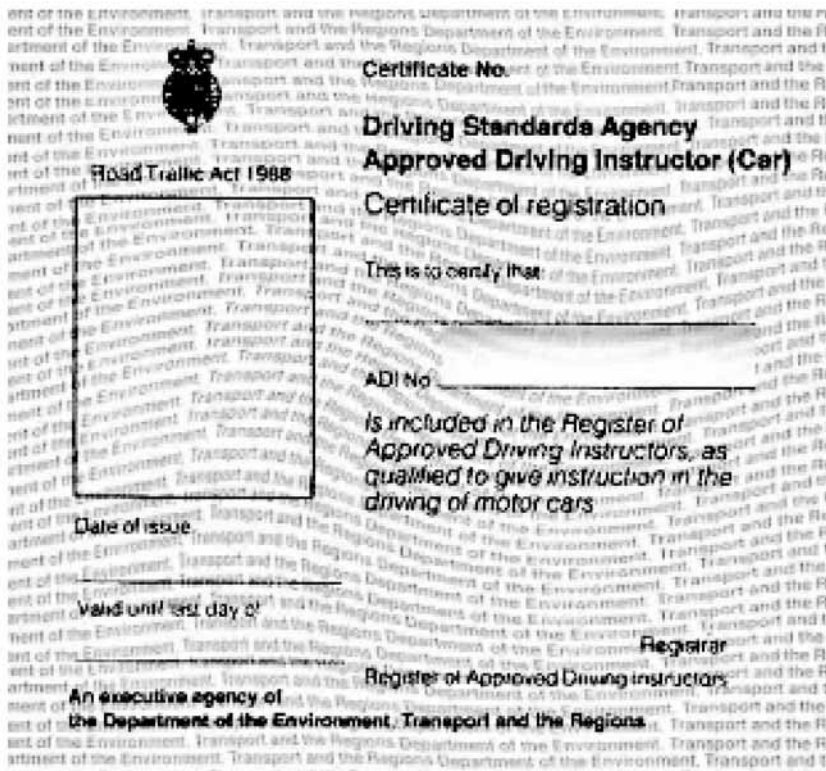 Certificate No.
Driving Standards Agency
Approved Driving Instructor (Car)
Road Traffic Act 1988
Certificate of registration
This is to certify that
ADI No
is included in the Register of
Approved Driving Instructors, as
qualified to give instruction in the
driving of motor cars
Date of issue
Valid until last day of
Registrar
Register of Approved Driving Instructors
An executive agency of
the Department of the Environment, Transport and the Regions